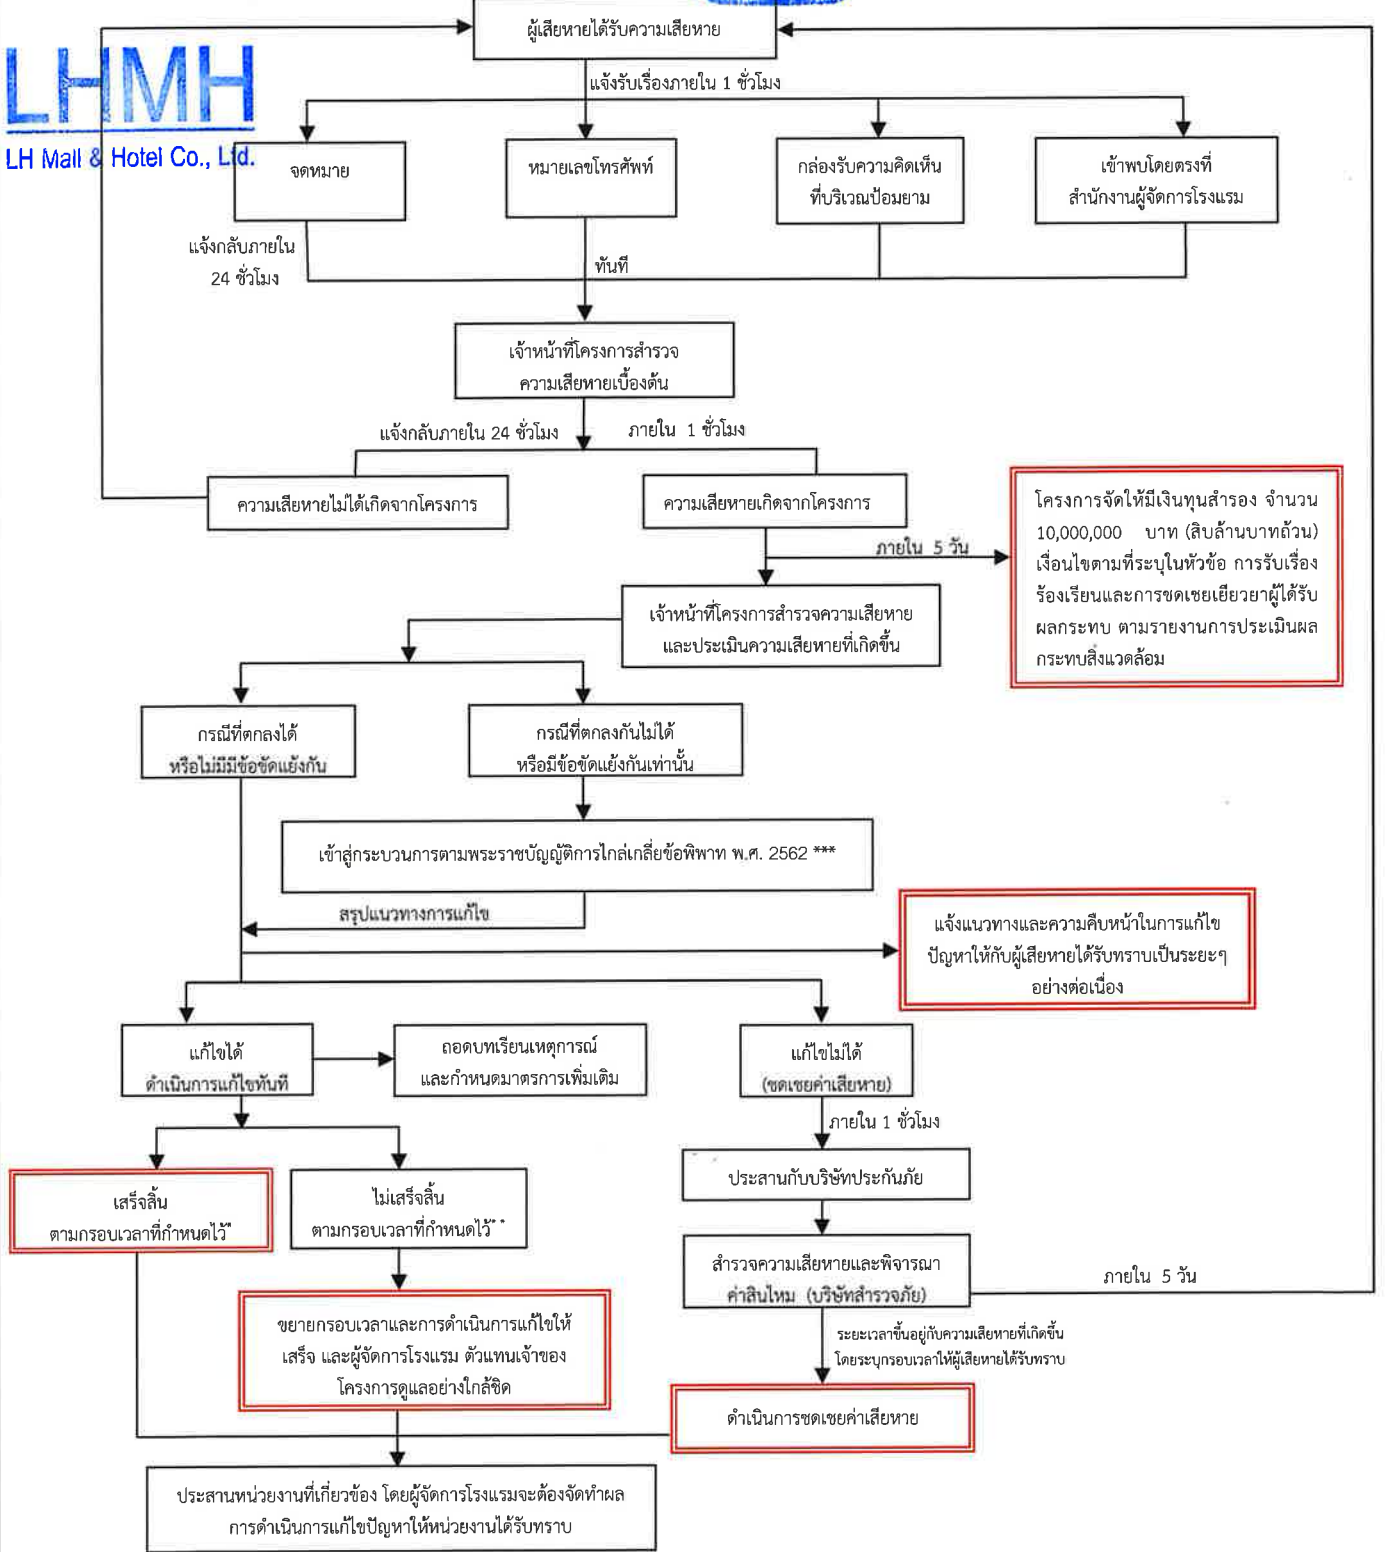 ผู้เสียหายได้รับความเสียหาย
LHMH
LH Mall & Hotel Co., Ltd.
แจ้งรับเรื่องภายใน 1 ชั่วโมง
จดหมาย
หมายเลขโทรศัพท์
กล่องรับความคิดเห็น
ที่บริเวณป้อมยาม
เข้าพบโดยตรงที่
สำนักงานผู้จัดการโรงแรม
แจ้งกลับภายใน
24 ชั่วโมง
ทันที
เจ้าหน้าที่โครงการสำรวจ
ความเสียหายเบื้องต้น
แจ้งกลับภายใน 24 ชั่วโมง
ภายใน 1 ชั่วโมง
ความเสียหายไม่ได้เกิดจากโครงการ
ความเสียหายเกิดจากโครงการ
ภายใน 5 วัน
โครงการจัดให้มีเงินทุนสำรอง จำนวน
10,000,000 บาท (สิบล้านบาทถ้วน)
เงื่อนไขตามที่ระบุในหัวข้อ การรับเรื่อง
ร้องเรียนและการชดเชยเยียวยาผู้ได้รับ
ผลกระทบ ตามรายงานการประเมินผล
กระทบสิ่งแวดล้อม
เจ้าหน้าที่โครงการสำรวจความเสียหาย
และประเมินความเสียหายที่เกิดขึ้น
กรณีที่ตกลงได้
หรือไม่มีมีข้อขัดแย้งกัน
กรณีที่ตกลงกันไม่ได้
หรือมีข้อขัดแย้งกันเท่านั้น
เข้าสู่กระบวนการตามพระราชบัญญัติการไกล่เกลี่ยข้อพิพาท พ.ศ. 2562 ***
สรุปแนวทางการแก้ไข
แจ้งแนวทางและความคืบหน้าในการแก้ไข
ปัญหาให้กับผู้เสียหายได้รับทราบเป็นระยะๆ
อย่างต่อเนื่อง
แก้ไขได้
ดำเนินการแก้ไขทันที
ถอดบทเรียนเหตุการณ์
และกำหนดมาตรการเพิ่มเติม
แก้ไขไม่ได้
(ชดเชยค่าเสียหาย)
ภายใน 1 ชั่วโมง
เสร็จสิ้น
ตามกรอบเวลาที่กำหนดไว้*
ไม่เสร็จสิ้น
ตามกรอบเวลาที่กำหนดไว้**
ประสานกับบริษัทประกันภัย
สำรวจความเสียหายและพิจารณา
ค่าสินไหม (บริษัทสำรวจภัย)
ภายใน 5 วัน
ขยายกรอบเวลาและการดำเนินการแก้ไขให้
เสร็จ และผู้จัดการโรงแรม ตัวแทนเจ้าของ
โครงการดูแลอย่างใกล้ชิด
ระยะเวลาขึ้นอยู่กับความเสียหายที่เกิดขึ้น
โดยระบุกรอบเวลาให้ผู้เสียหายได้รับทราบ
ดำเนินการชดเชยค่าเสียหาย
ประสานหน่วยงานที่เกี่ยวข้อง โดยผู้จัดการโรงแรมจะต้องจัดทำผล
การดำเนินการแก้ไขปัญหาให้หน่วยงานได้รับทราบ